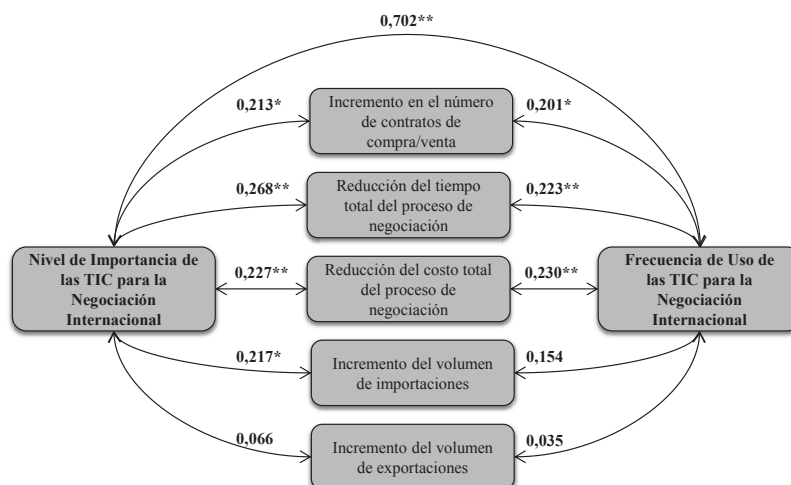 0,702**
0,213*
Incremento en el número
de contratos de
compra/venta
0,201*
0,268**
Reducción del tiempo
total del proceso de
negociación
0,223**
Nivel de Importancia de
las TIC para la
Negociación
Internacional
0,227**
Reducción del costo total
del proceso de
negociación
0,230**
Frecuencia de Uso de
las TIC para la
Negociación
Internacional
0,217*
Incremento del volumen
de importaciones
0,154
0,066
Incremento del volumen
de exportaciones
0,035